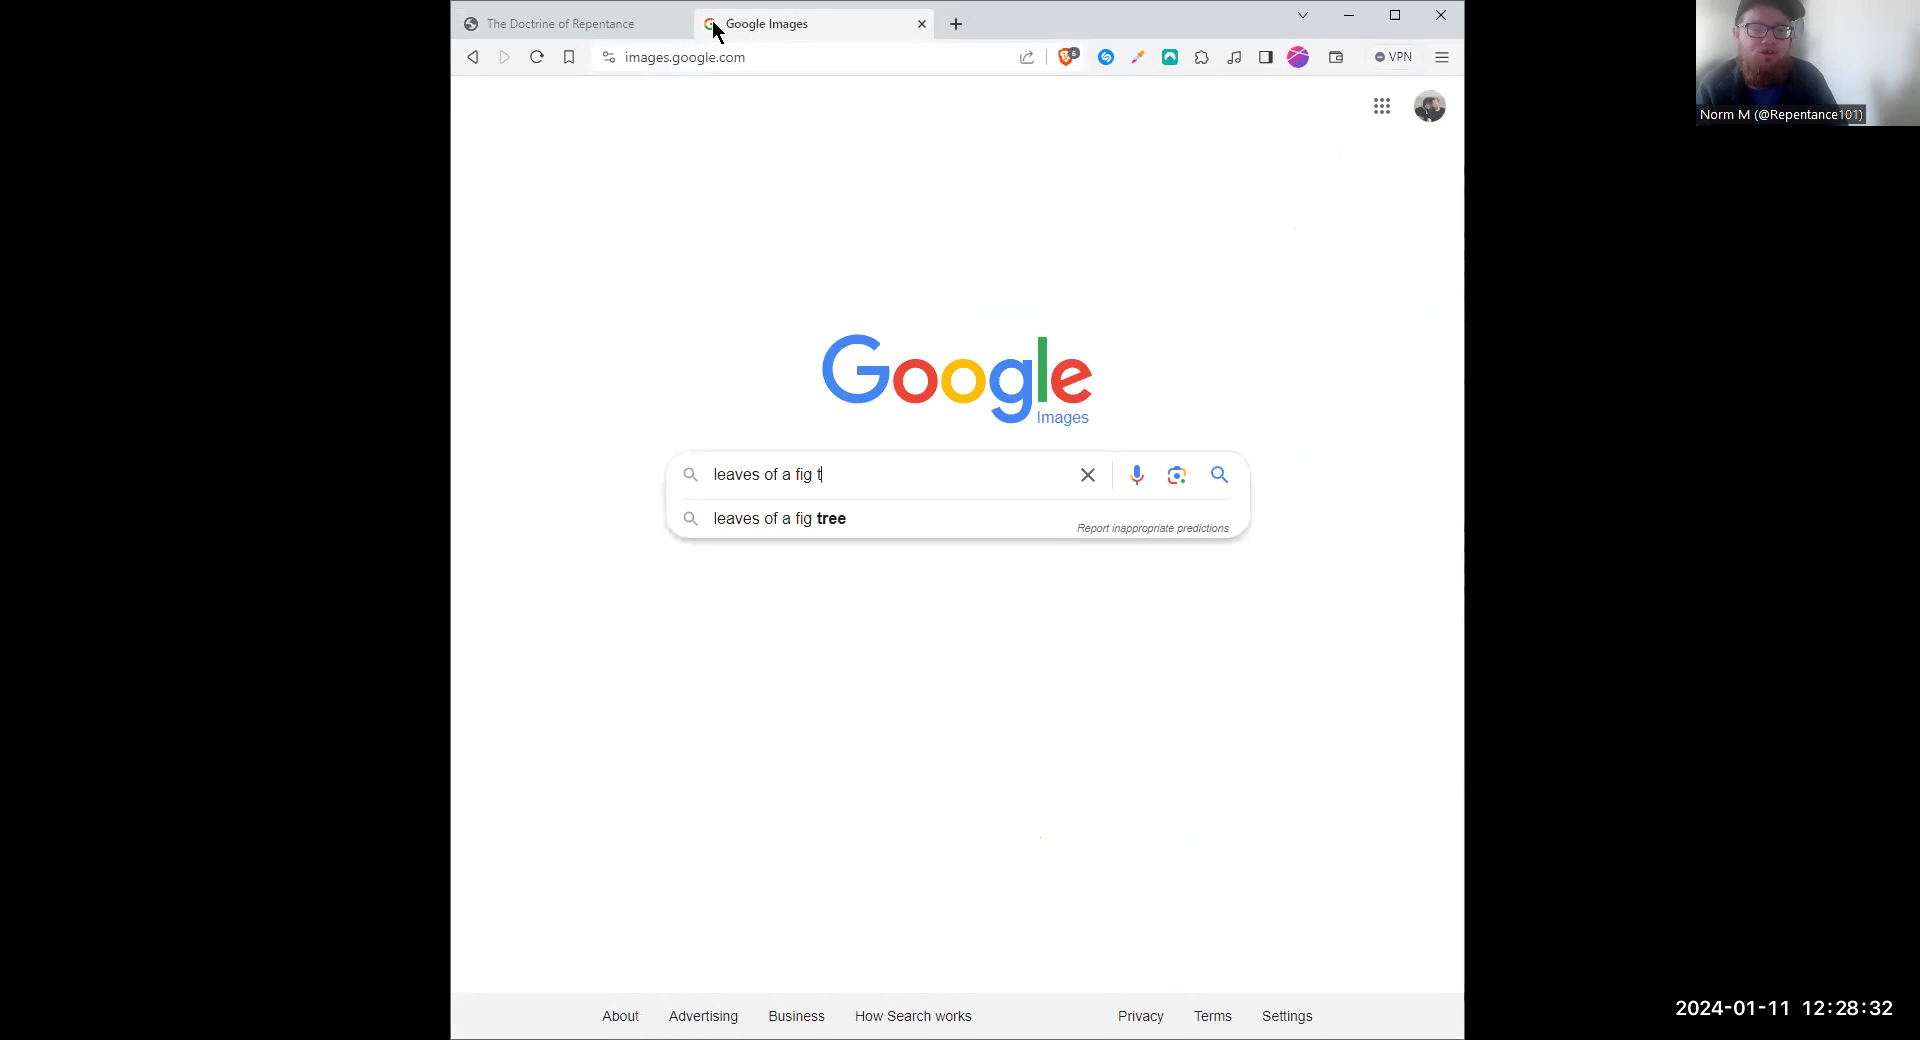 The Doctrine of Repentance
Google Images
images.google.com
6
VPN
Norm M (@Repentance101)
Google
Images
leaves of a fig t
leaves of a fig tree
Report inappropriate predictions
About Advertising Business How Search works Privacy Terms Settings
2024-01-11 12:28:32